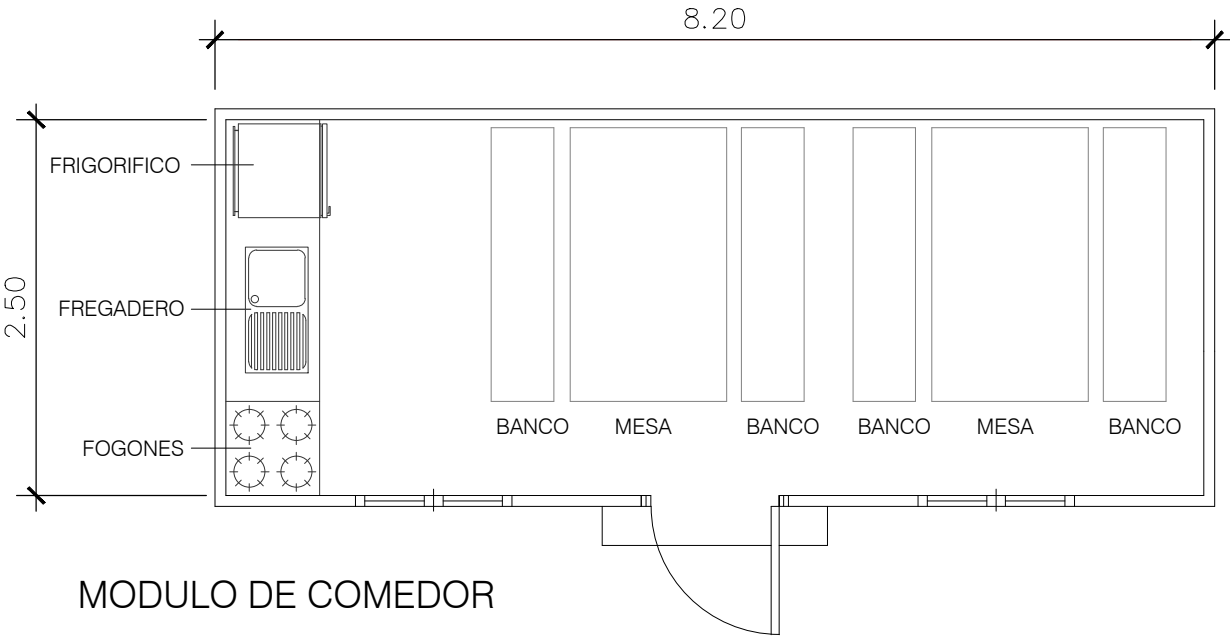 8.20
FRIGORIFICO
2.50
FREGADERO
FOGONES
BANCO MESA BANCO BANCO MESA BANCO
MODULO DE COMEDOR